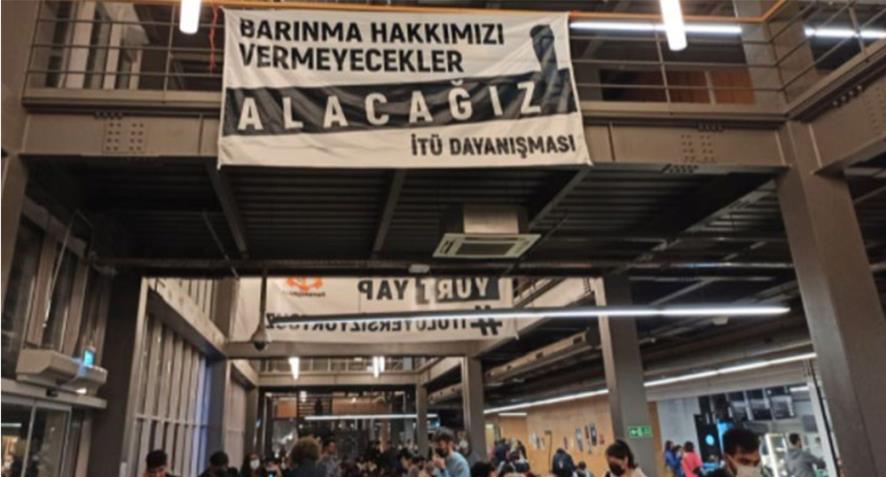 BARINMA HAKKIMIZI
VERMEYECEKLER
ALACAĞIZ
İTÜ DAYANIŞMASI
YURT YAP